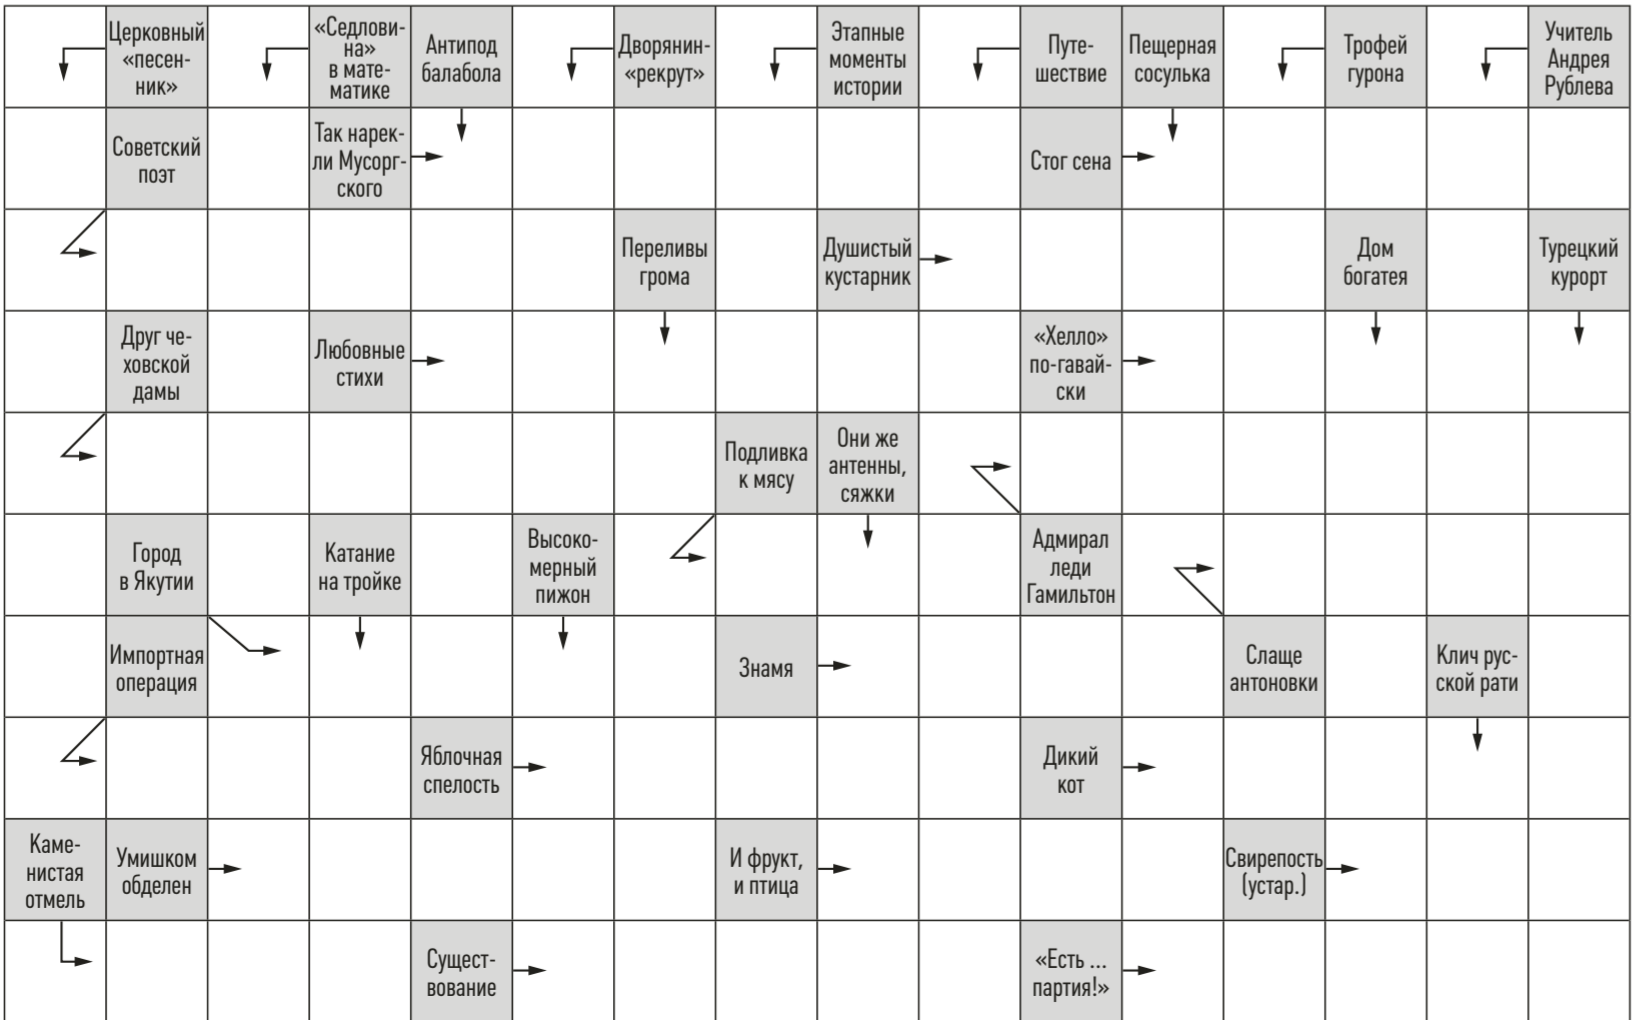 Церковный
«песен-
ник»
«Седлови-
на»
в мате-
матике
Антипод
балабола
Дворянин-
«рекрут»
Этапные
моменты
истории
Путе-
шествие
Пещерная
сосулька
Трофей
гурона
Учитель
Андрея
Рублева
Советский
поэт
Так нарек-
ли Мусорг-
ского
Стог сена
Переливы
грома
Душистый
кустарник
Дом
богатея
Турецкий
курорт
Друг че-
ховской
дамы
Любовные
стихи
«Хелло»
по-гавай-
ски
Подливка
к мясу
Они же
антенны,
сяжки
Город
в Якутии
Катание
на тройке
Высоко-
мерный
пижон
Адмирал
леди
Гамильтон
Импортная
операция
Знамя
Слаще
антоновки
Клич рус-
ской рати
Яблочная
спелость
Дикий
кот
Каме-
нистая
отмель
Умишком
обделен
И фрукт,
и птица
Свирепость
(устар.)
Сущест-
вование
«Есть ...
партия!»